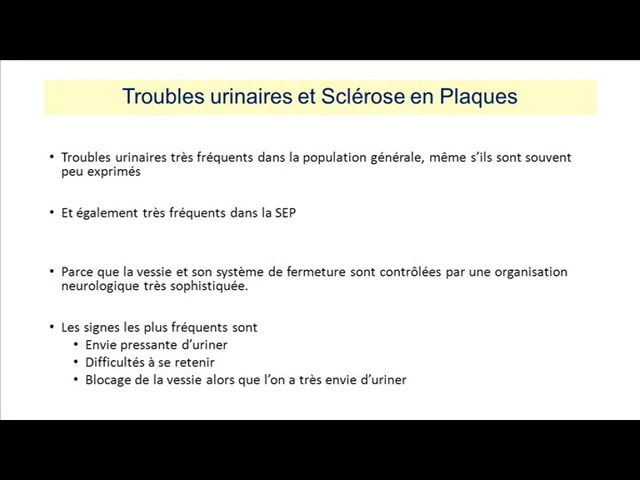 Troubles urinaires et Sclérose en Plaques
• Troubles urinaires très fréquents dans la population générale, même s'ils sont souvent
peu exprimés
• Et également très fréquents dans la SEP
• Parce que la vessie et son système de fermeture sont contrôlées par une organisation
neurologique très sophistiquée.
• Les signes les plus fréquents sont
• Envie pressante d'uriner
• Difficultés à se retenir
• Blocage de la vessie alors que l'on a très envie d'uriner